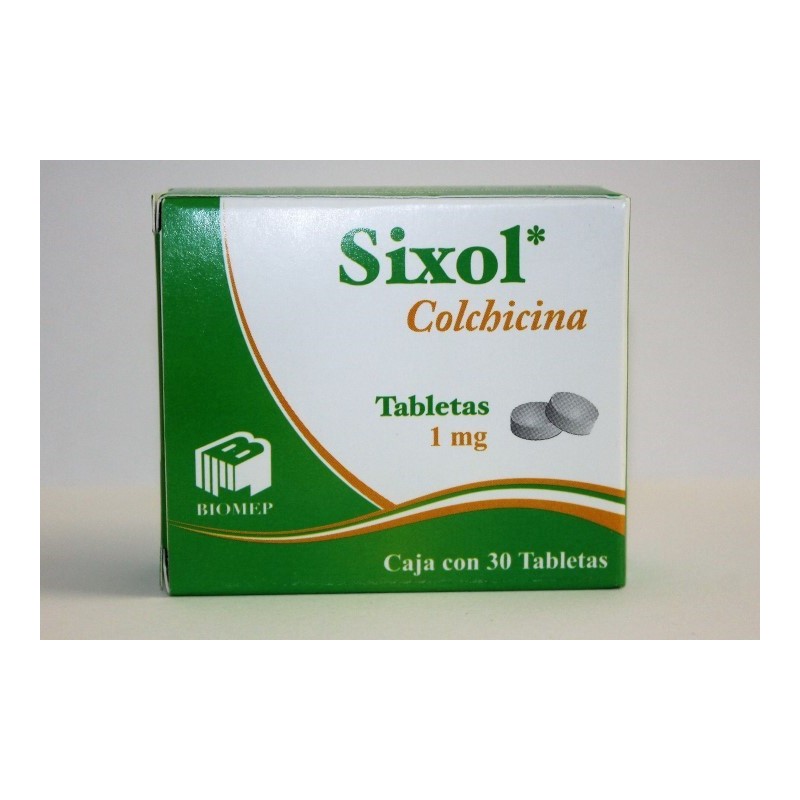 Sixol*
Colchicina
Tabletas
1 mg
BIOMEP
Caja con 30 Tabletas